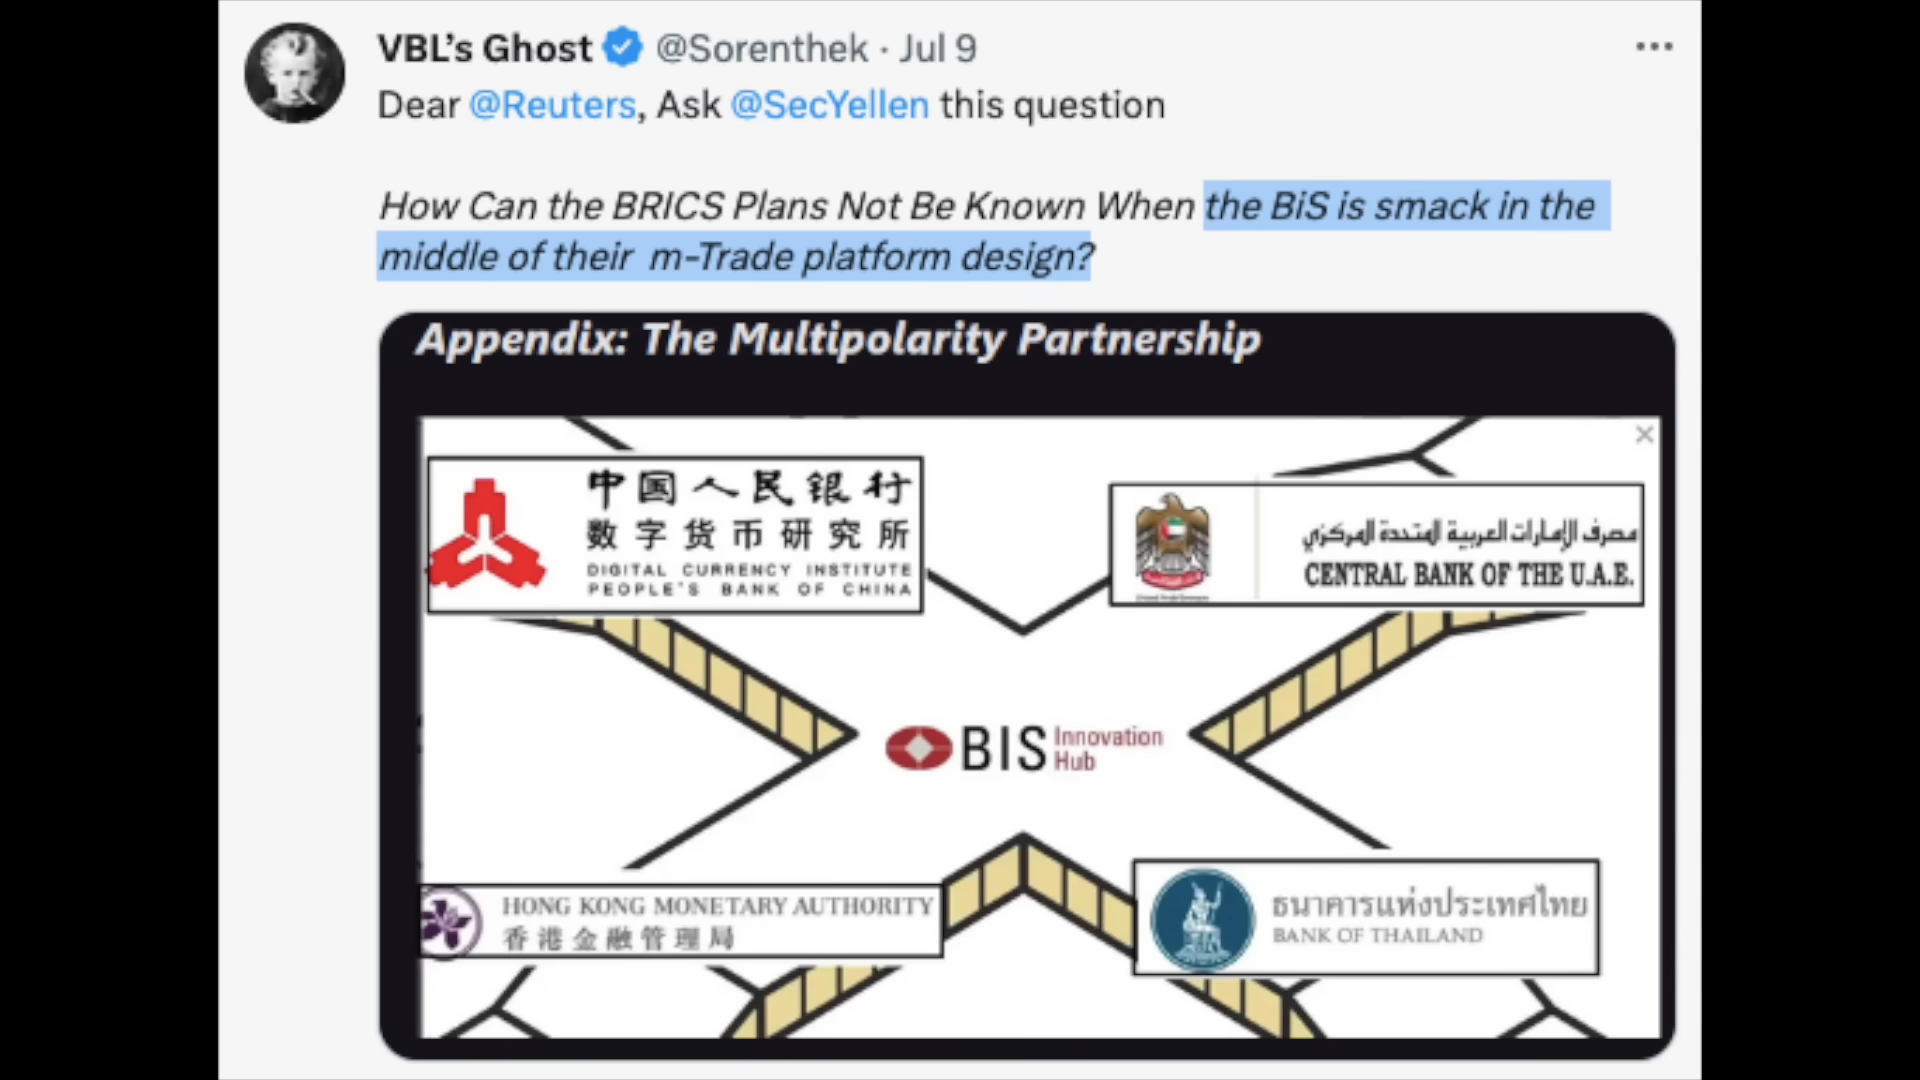 VBL's Ghost @Sorenthek · Jul 9
Dear @Reuters, Ask @SecYellen this question
How Can the BRICS Plans Not Be Known When the BiS is smack in the
middle of their m-Trade platform design?
Appendix: The Multipolarity Partnership
中国人民银行
数字货币研究所
DIGITAL CURRENCY INSTITUTE
PEOPLE'S BANK OF CHINA
مصرف الإمارات العربية المتحدة المركزي
CENTRAL BANK OF THE U.A.E.
BIS Innovation
Hub
HONG KONG MONETARY AUTHORITY
香港金融管理局
ธนาคารแห่งประเทศไทย
BANK OF THAILAND